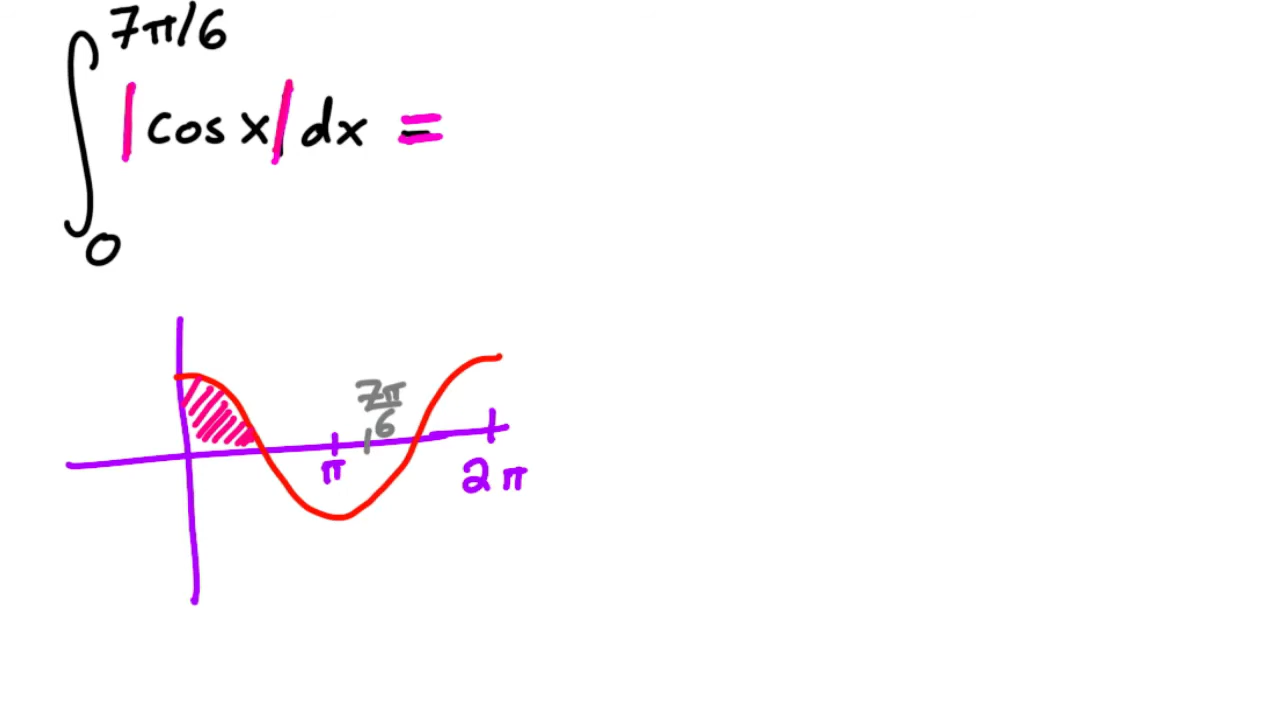 ∫₀^{7π/6} |cos x| dx =
7π/6
π
2π